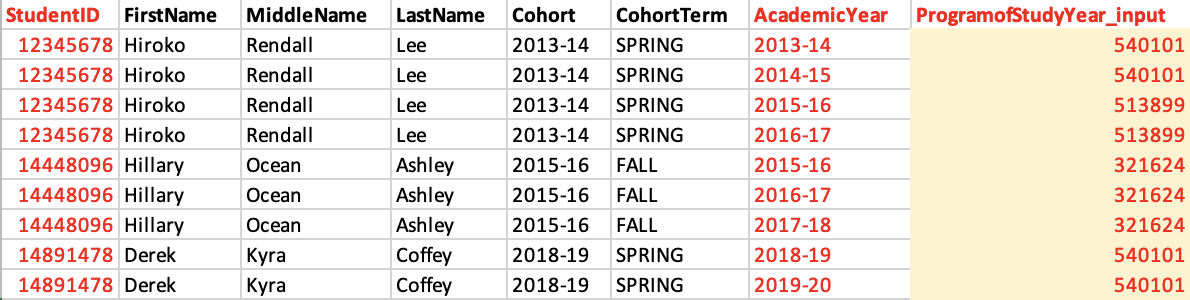 StudentID FirstName MiddleName LastName Cohort CohortTerm AcademicYear ProgramofStudyYear_input
12345678 Hiroko Rendall Lee 2013-14 SPRING 2013-14 540101
12345678 Hiroko Rendall Lee 2013-14 SPRING 2014-15 540101
12345678 Hiroko Rendall Lee 2013-14 SPRING 2015-16 513899
12345678 Hiroko Rendall Lee 2013-14 SPRING 2016-17 513899
14448096 Hillary Ocean Ashley 2015-16 FALL 2015-16 321624
14448096 Hillary Ocean Ashley 2015-16 FALL 2016-17 321624
14448096 Hillary Ocean Ashley 2015-16 FALL 2017-18 321624
14891478 Derek Kyra Coffey 2018-19 SPRING 2018-19 540101
14891478 Derek Kyra Coffey 2018-19 SPRING 2019-20 540101